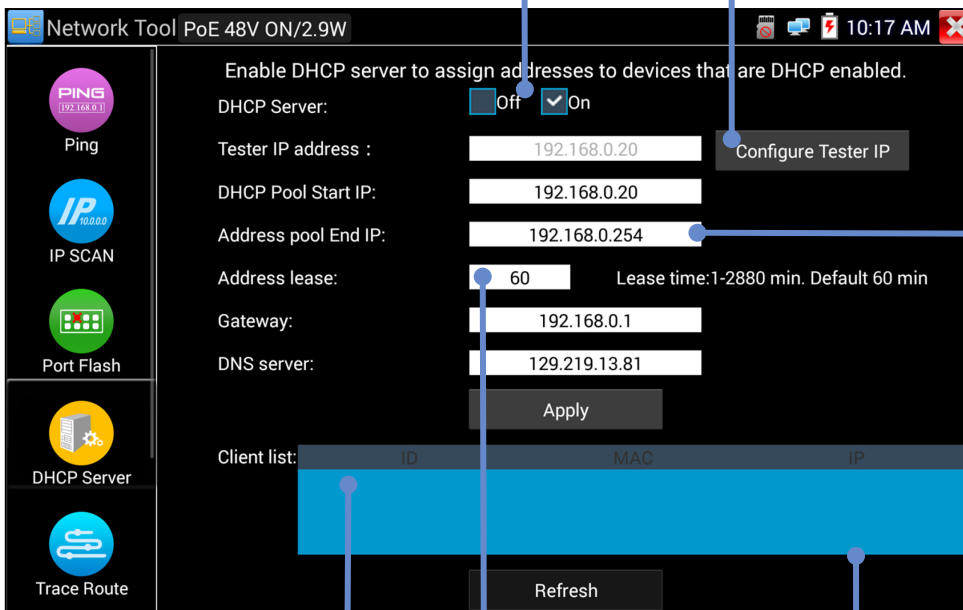 Network Tool PoE 48V ON/2.9W 10:17 AM
Enable DHCP server to assign addresses to devices that are DHCP enabled.
PING
192.168.0.1
Ping
DHCP Server: Off On
Tester IP address : 192.168.0.20 Configure Tester IP
DHCP Pool Start IP: 192.168.0.20
IP
10.0.0.0
IP SCAN
Address pool End IP: 192.168.0.254
Address lease: 60 Lease time:1-2880 min. Default 60 min
Gateway: 192.168.0.1
Port Flash
DNS server: 129.219.13.81
Apply
DHCP Server
Client list: ID MAC IP
Trace Route
Refresh